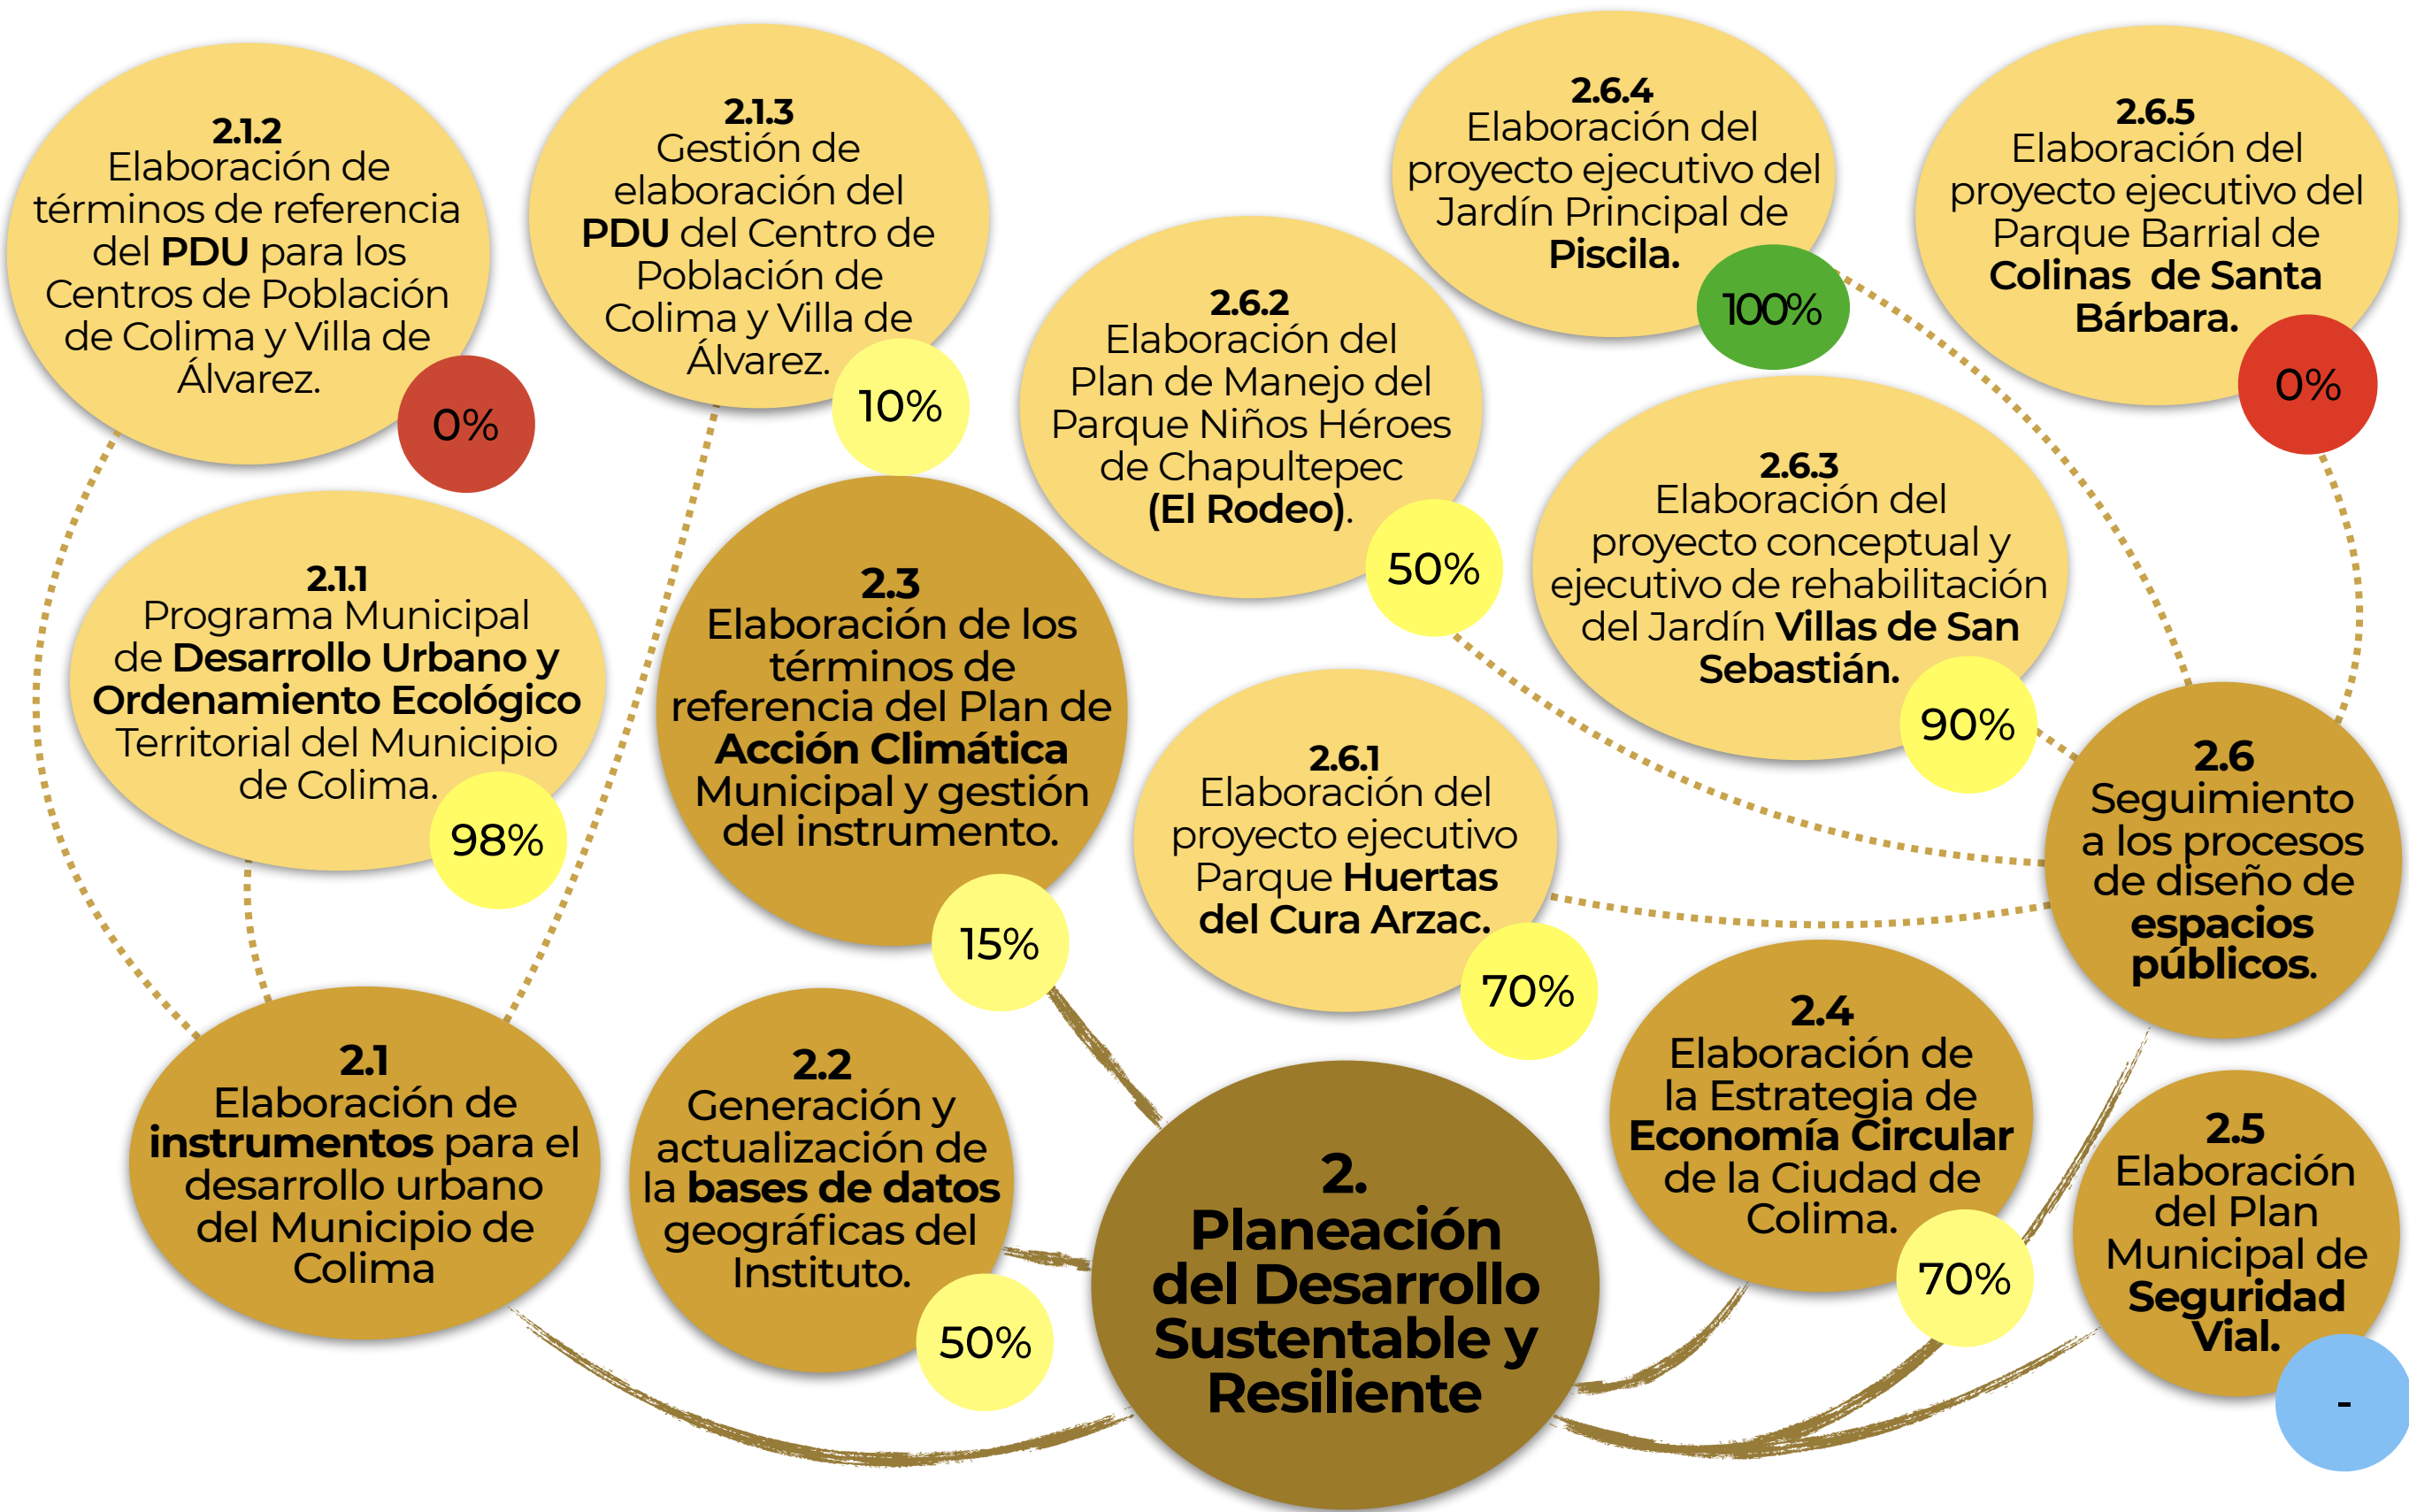 2.1.2
Elaboración de
términos de referencia
del PDU para los
Centros de Población
de Colima y Villa de
Álvarez.
0%
2.1.3
Gestión de
elaboración del
PDU del Centro de
Población de
Colima y Villa de
Álvarez.
10%
2.6.4
Elaboración del
proyecto ejecutivo del
Jardín Principal de
Piscila.
100%
2.6.5
Elaboración del
proyecto ejecutivo del
Parque Barrial de
Colinas de Santa
Bárbara.
0%
2.6.2
Elaboración del
Plan de Manejo del
Parque Niños Héroes
de Chapultepec
(El Rodeo).
50%
2.6.3
Elaboración del
proyecto conceptual y
ejecutivo de rehabilitación
del Jardín Villas de San
Sebastián.
90%
2.1.1
Programa Municipal
de Desarrollo Urbano y
Ordenamiento Ecológico
Territorial del Municipio
de Colima.
98%
2.3
Elaboración de los
términos de
referencia del Plan de
Acción Climática
Municipal y gestión
del instrumento.
15%
2.6.1
Elaboración del
proyecto ejecutivo
Parque Huertas
del Cura Arzac.
70%
2.6
Seguimiento
a los procesos
de diseño de
espacios
públicos.
2.1
Elaboración de
instrumentos para el
desarrollo urbano
del Municipio de
Colima
2.2
Generación y
actualización de
la bases de datos
geográficas del
Instituto.
50%
2.
Planeación
del Desarrollo
Sustentable y
Resiliente
2.4
Elaboración de
la Estrategia de
Economía Circular
de la Ciudad de
Colima.
70%
2.5
Elaboración
del Plan
Municipal de
Seguridad
Vial.
-